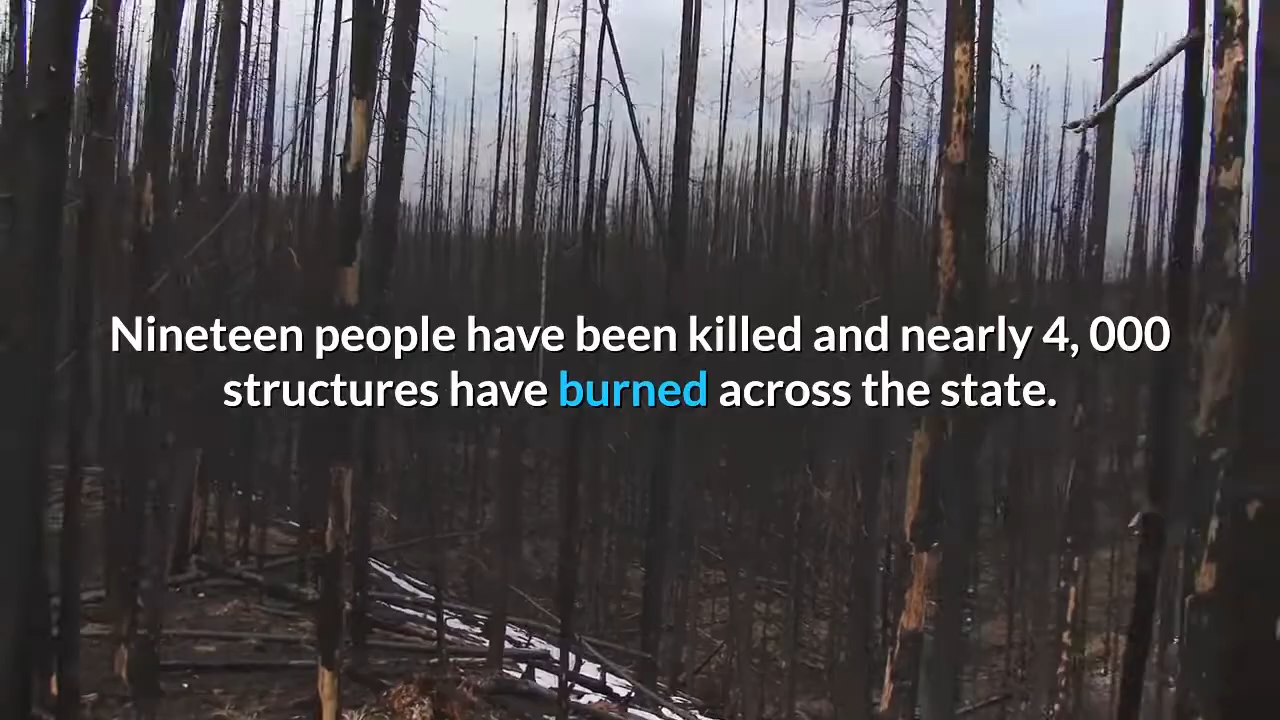 Nineteen people have been killed and nearly 4, 000
structures have burned across the state.